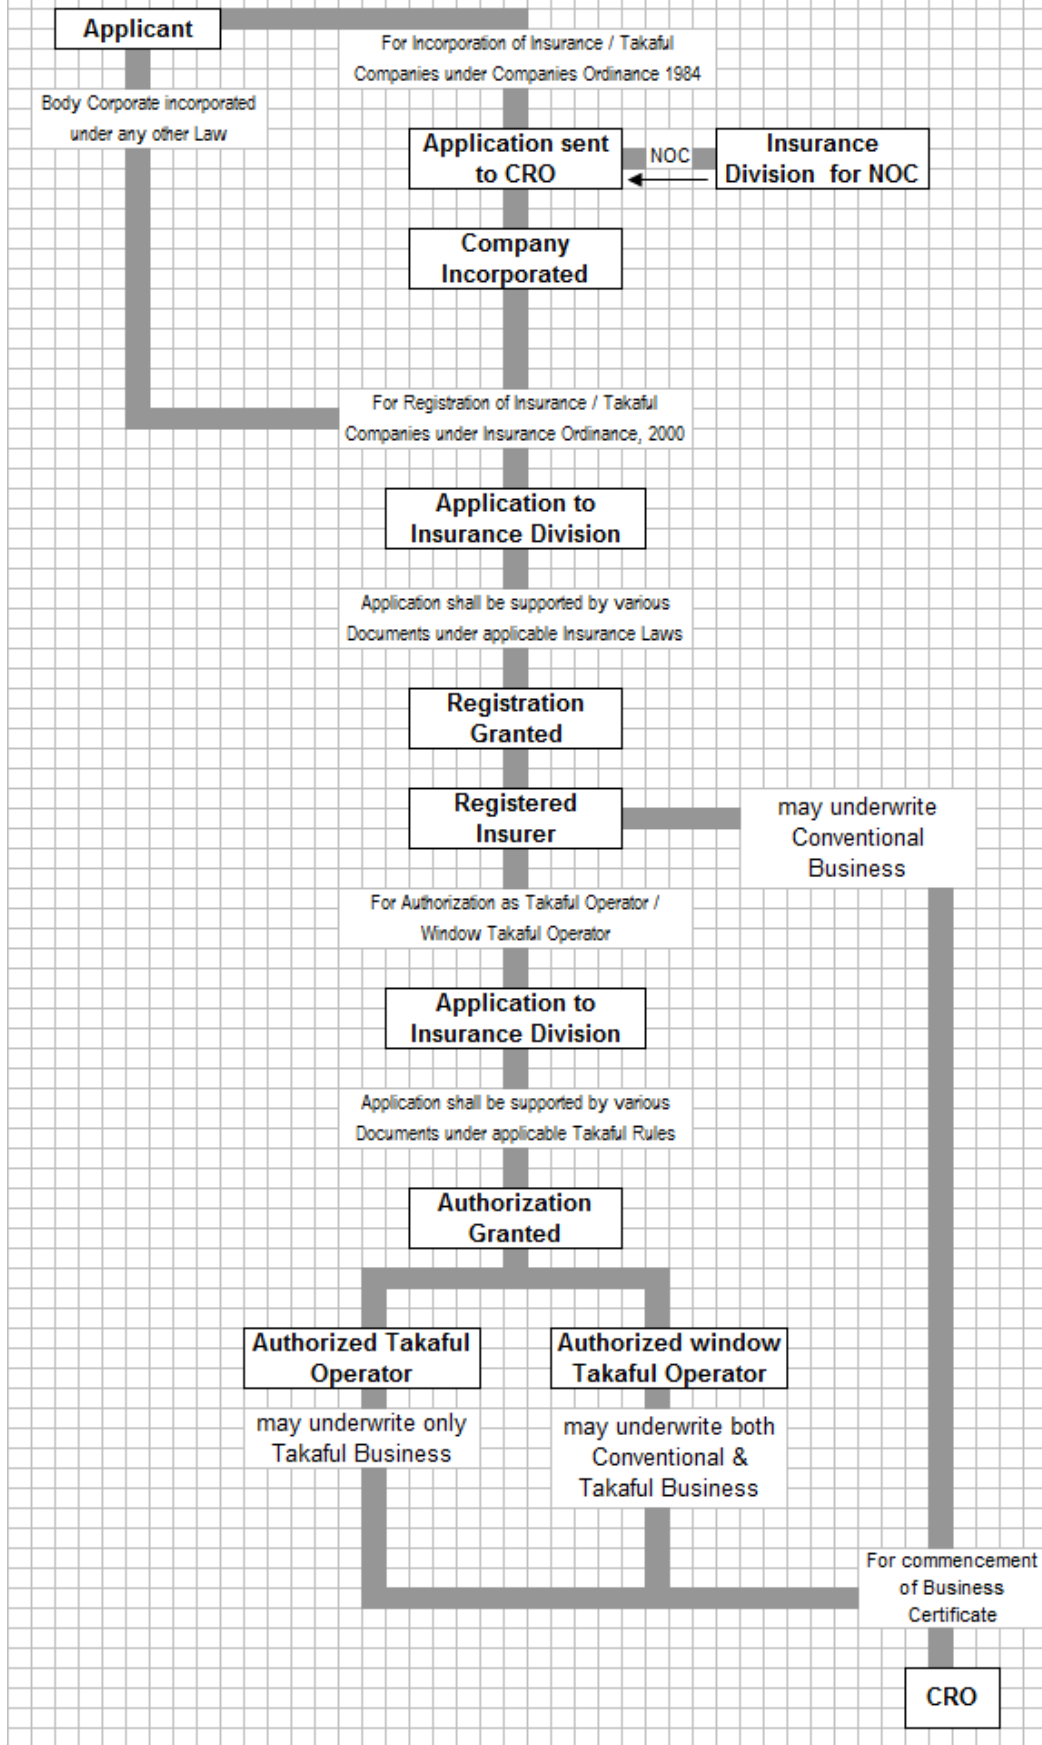 Applicant
For Incorporation of Insurance / Takaful
Companies under Companies Ordinance 1984
Body Corporate incorporated
under any other Law
Application sent
to CRO
NOC
Insurance
Division for NOC
Company
Incorporated
For Registration of Insurance / Takaful
Companies under Insurance Ordinance, 2000
Application to
Insurance Division
Application shall be supported by various
Documents under applicable Insurance Laws
Registration
Granted
Registered
Insurer
may underwrite
Conventional
Business
For Authorization as Takaful Operator /
Window Takaful Operator
Application to
Insurance Division
Application shall be supported by various
Documents under applicable Takaful Rules
Authorization
Granted
Authorized Takaful
Operator
Authorized window
Takaful Operator
may underwrite only
Takaful Business
may underwrite both
Conventional &
Takaful Business
For commencement
of Business
Certificate
CRO